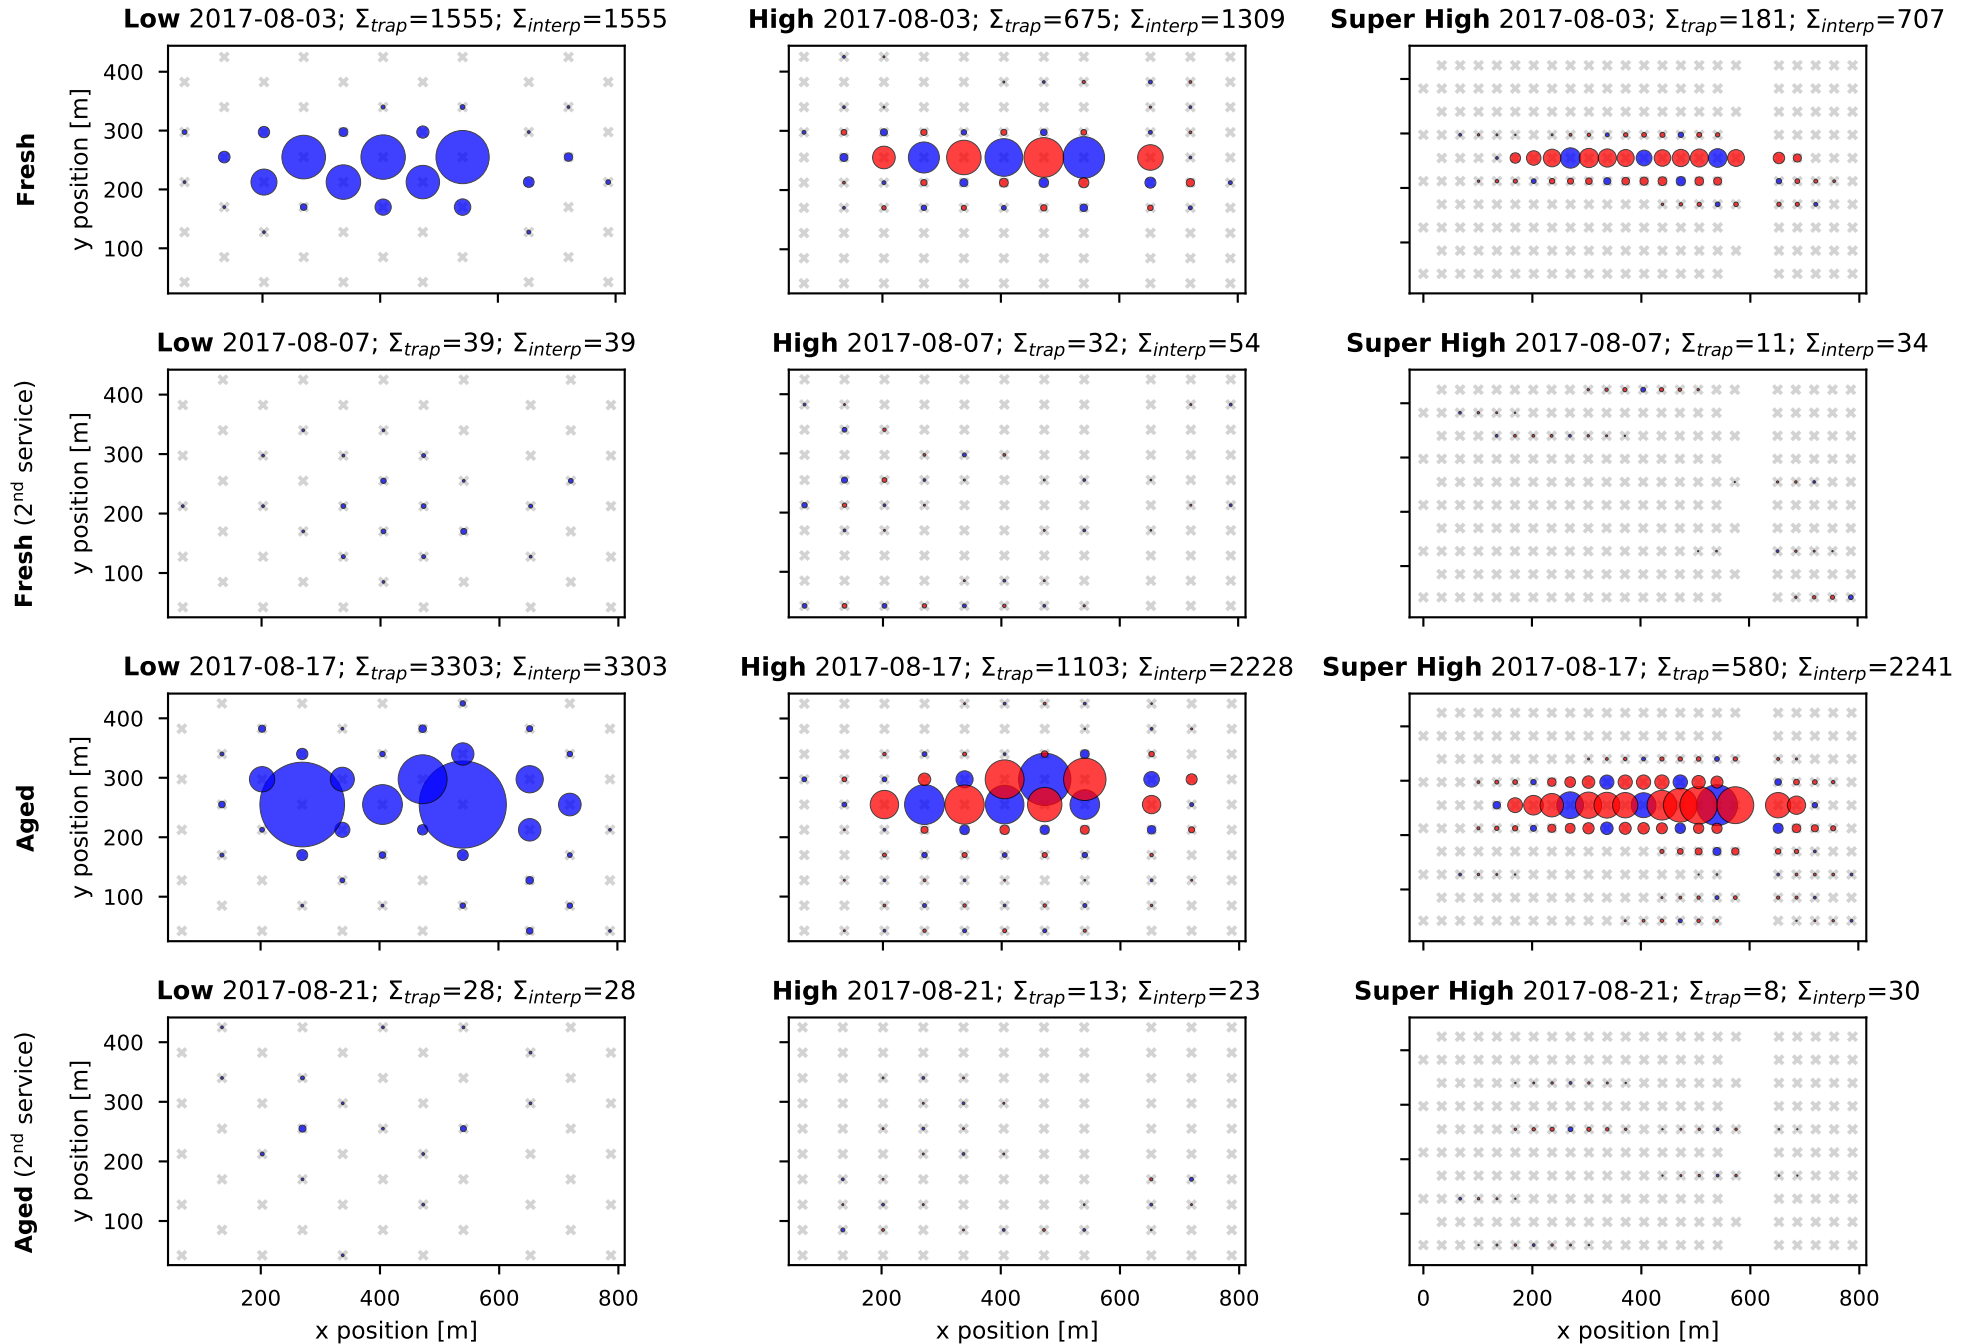 Low 2017-08-03; Σtrap=1555; Σinterp=1555
High 2017-08-03; Σtrap=675; Σinterp=1309
Super High 2017-08-03; Σtrap=181; Σinterp=707
Fresh
y position [m]
400
300
200
100
Low 2017-08-07; Σtrap=39; Σinterp=39
High 2017-08-07; Σtrap=32; Σinterp=54
Super High 2017-08-07; Σtrap=11; Σinterp=34
Fresh (2nd service)
y position [m]
400
300
200
100
Low 2017-08-17; Σtrap=3303; Σinterp=3303
High 2017-08-17; Σtrap=1103; Σinterp=2228
Super High 2017-08-17; Σtrap=580; Σinterp=2241
Aged
y position [m]
400
300
200
100
Low 2017-08-21; Σtrap=28; Σinterp=28
High 2017-08-21; Σtrap=13; Σinterp=23
Super High 2017-08-21; Σtrap=8; Σinterp=30
Aged (2nd service)
y position [m]
400
300
200
100
200 400 600 800
200 400 600 800
0 200 400 600 800
x position [m]
x position [m]
x position [m]